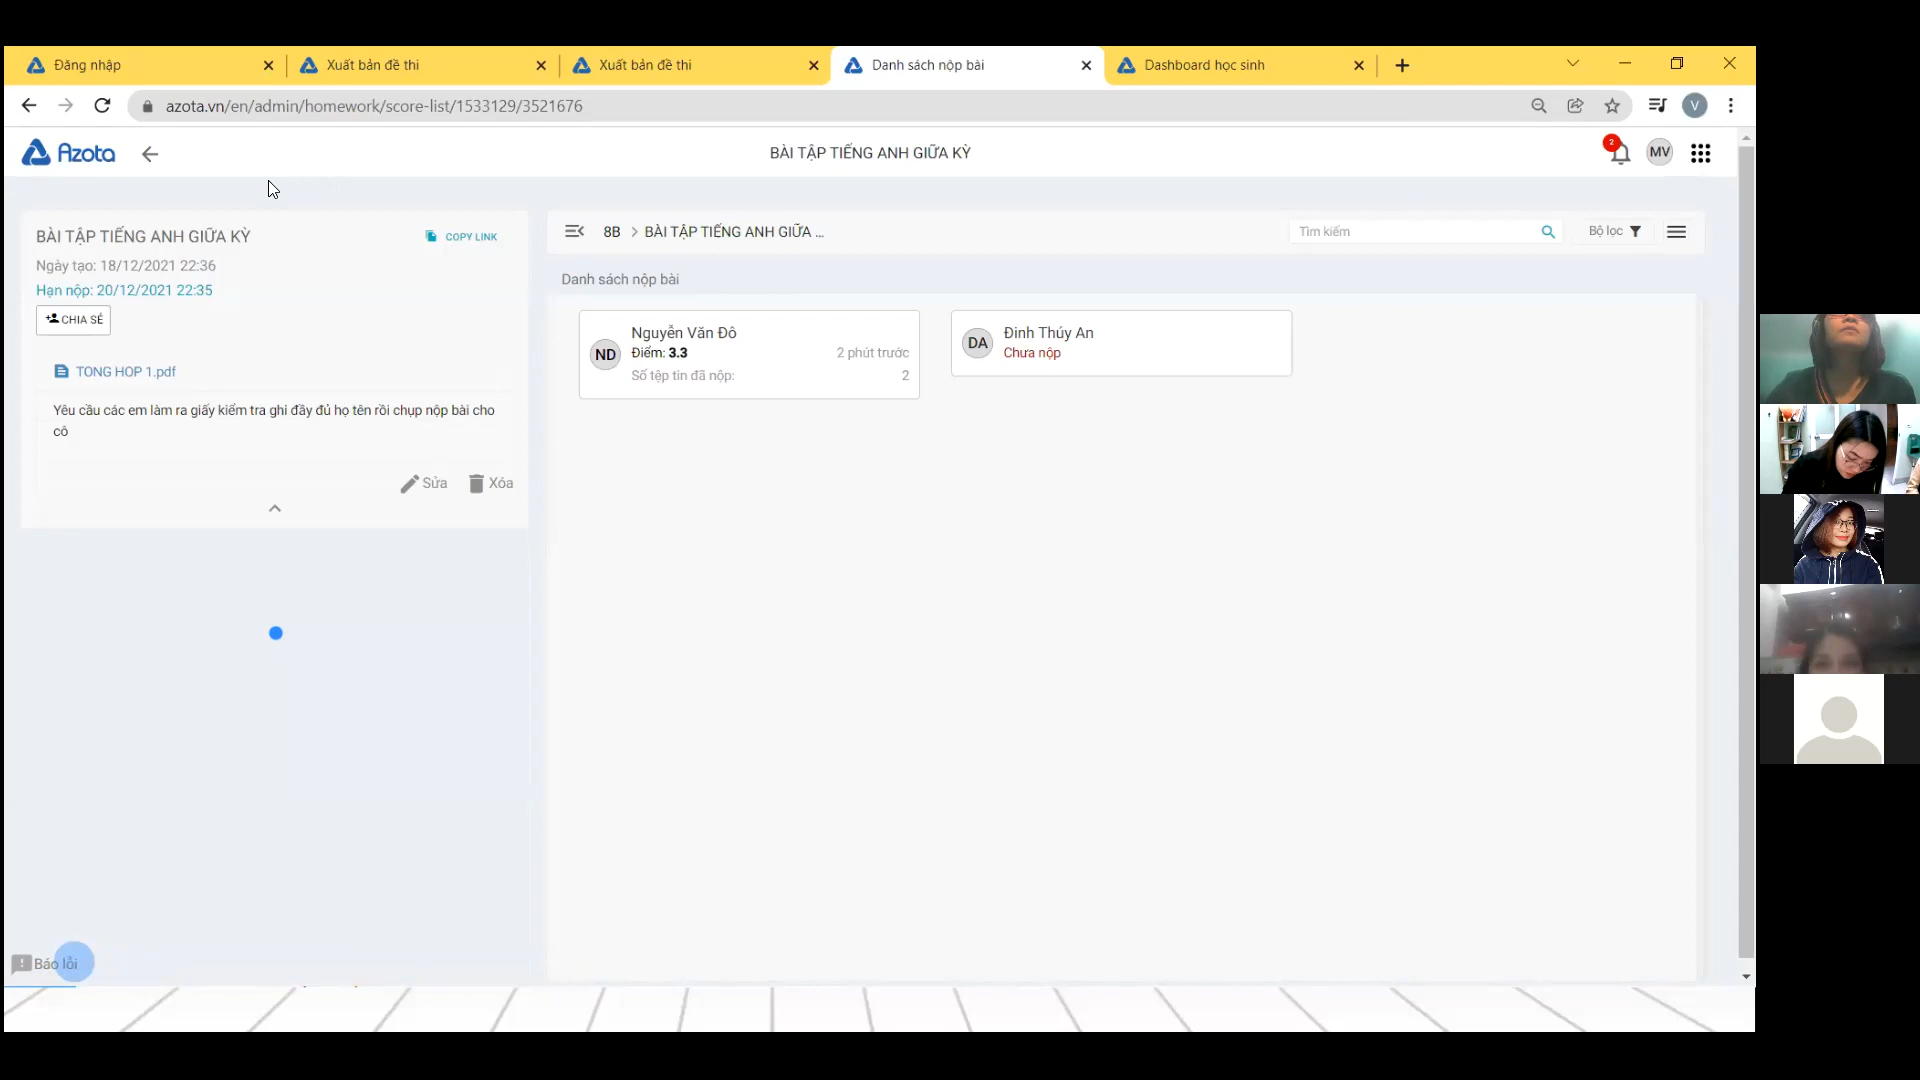 Đăng nhập
Xuất bản đề thi
Xuất bản đề thi
Danh sách nộp bài
Dashboard học sinh
azota.vn/en/admin/homework/score-list/1533129/3521676
V
Azota
BÀI TẬP TIẾNG ANH GIỮA KỲ
2
MV
BÀI TẬP TIẾNG ANH GIỮA KỲ
COPY LINK
Ngày tạo: 18/12/2021 22:36
Hạn nộp: 20/12/2021 22:35
CHIA SẺ
TONG HOP 1.pdf
Yêu cầu các em làm ra giấy kiểm tra ghi đầy đủ họ tên rồi chụp nộp bài cho
cô
Sửa
Xóa
8B > BÀI TẬP TIẾNG ANH GIỮA ...
Tìm kiếm
Bộ lọc
Danh sách nộp bài
ND
Nguyễn Văn Đô
Điểm: 3.3
2 phút trước
Số tệp tin đã nộp:
2
DA
Đinh Thúy An
Chưa nộp
Báo lỗi